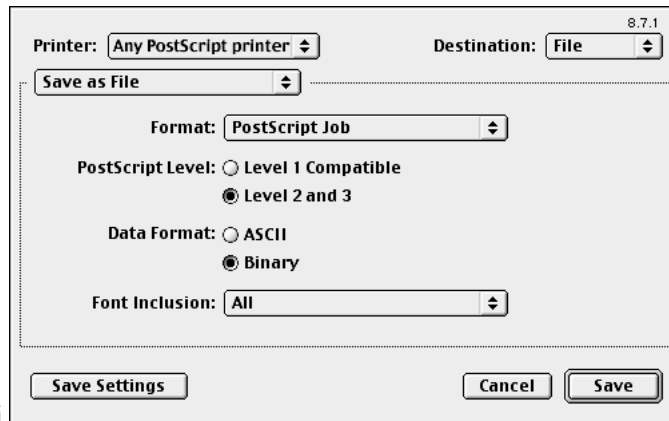 8.7.1
Printer: Any PostScript printer Destination: File
Save as File
Format: PostScript Job
PostScript Level: Level 1 Compatible
Level 2 and 3
Data Format: ASCII
Binary
Font Inclusion: All
Save Settings Cancel Save